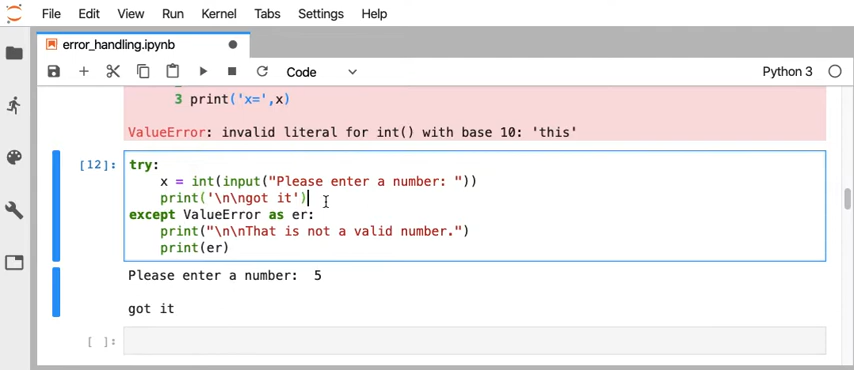 File Edit View Run Kernel Tabs Settings Help
error_handling.ipynb
Code
Python 3
3 print('x=',x)
ValueError: invalid literal for int() with base 10: 'this'
[12]:
try:
x = int(input("Please enter a number: "))
print('\n\ngot it')
except ValueError as er:
print("\n\nThat is not a valid number.")
print(er)
Please enter a number: 5
got it
[ ]: